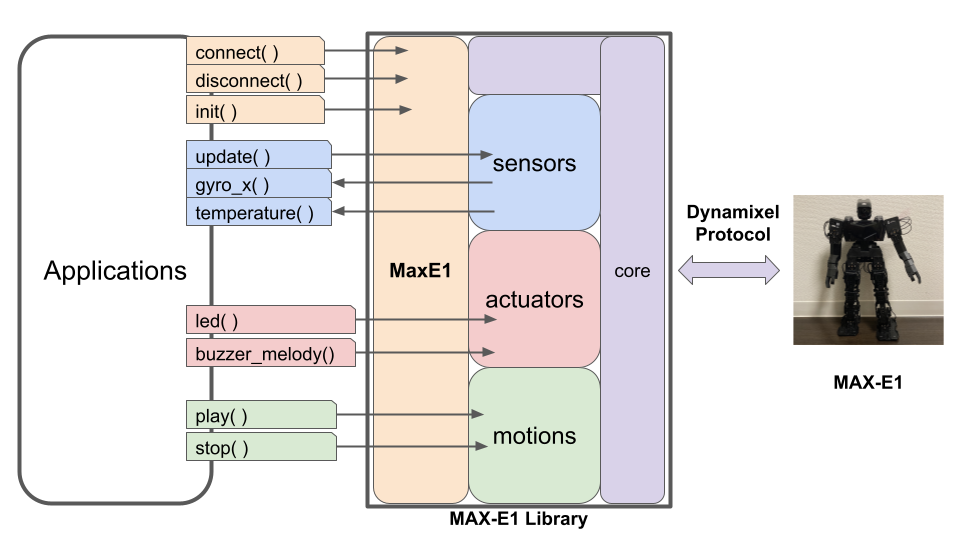 connect( )
disconnect( )
init( )
update( )
gyro_x( )
temperature( )
Applications
led( )
buzzer_melody()
play( )
stop( )
MaxE1
sensors
actuators
motions
core
MAX-E1 Library
Dynamixel
Protocol
MAX-E1